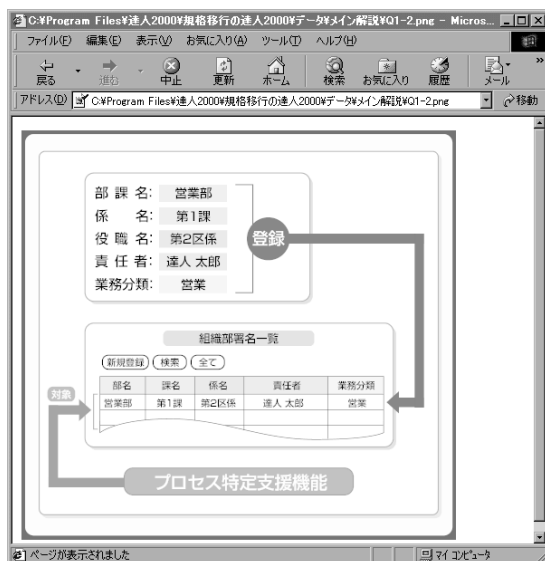 C:¥Program Files¥達人2000¥規格移行の達人2000¥データ¥メイン解説¥Q1-2.png - Micros...
ファイル(F) 編集(E) 表示(V) お気に入り(A) ツール(T) ヘルプ(H)
戻る 進む 中止 更新 ホーム 検索 お気に入り 履歴 メール »
アドレス(D) C:¥Program Files¥達人2000¥規格移行の達人2000¥データ¥メイン解説¥Q1-2.png 移動
部課名: 営業部
係名: 第1課
役職名: 第2区係
責任者: 達人 太郎
業務分類: 営業
登録
組織部署名一覧
新規登録 検索 全て
部名 課名 係名 責任者 業務分類
営業部 第1課 第2区係 達人 太郎 営業
対象
プロセス特定支援機能
ページが表示されました マイ コンピュータ